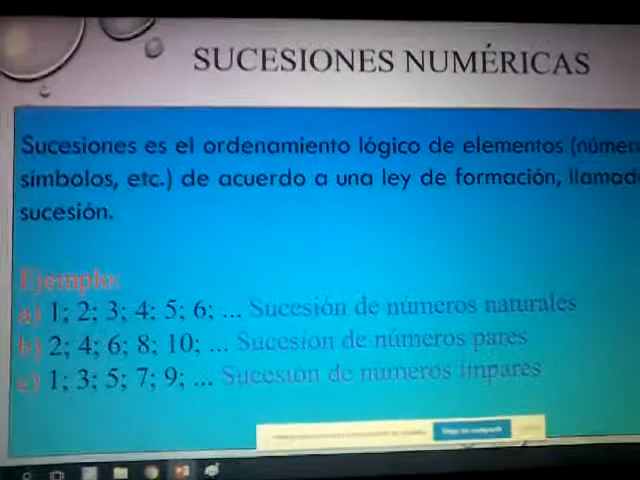 SUCESIONES NUMÉRICAS
Sucesiones es el ordenamiento lógico de elementos (númer
símbolos, etc.) de acuerdo a una ley de formación, llamad
sucesión.
Ejemplo:
a) 1; 2; 3; 4; 5; 6; ... Sucesión de números naturales
b) 2; 4; 6; 8; 10; ... Sucesion de números pares
c) 1; 3; 5; 7; 9; ... Sucesión de números impares